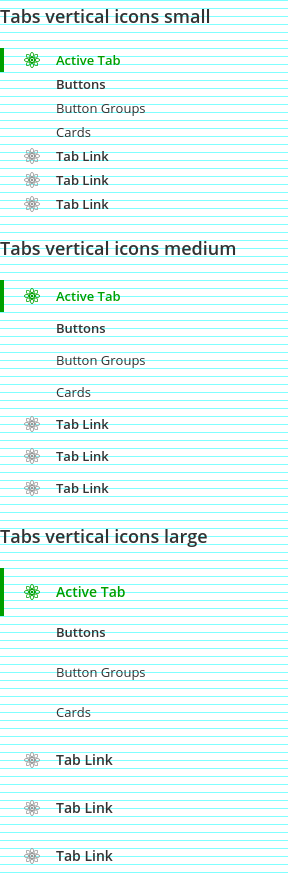 Tabs vertical icons small
Active Tab
Buttons
Button Groups
Cards
Tab Link
Tab Link
Tab Link
Tabs vertical icons medium
Active Tab
Buttons
Button Groups
Cards
Tab Link
Tab Link
Tab Link
Tabs vertical icons large
Active Tab
Buttons
Button Groups
Cards
Tab Link
Tab Link
Tab Link